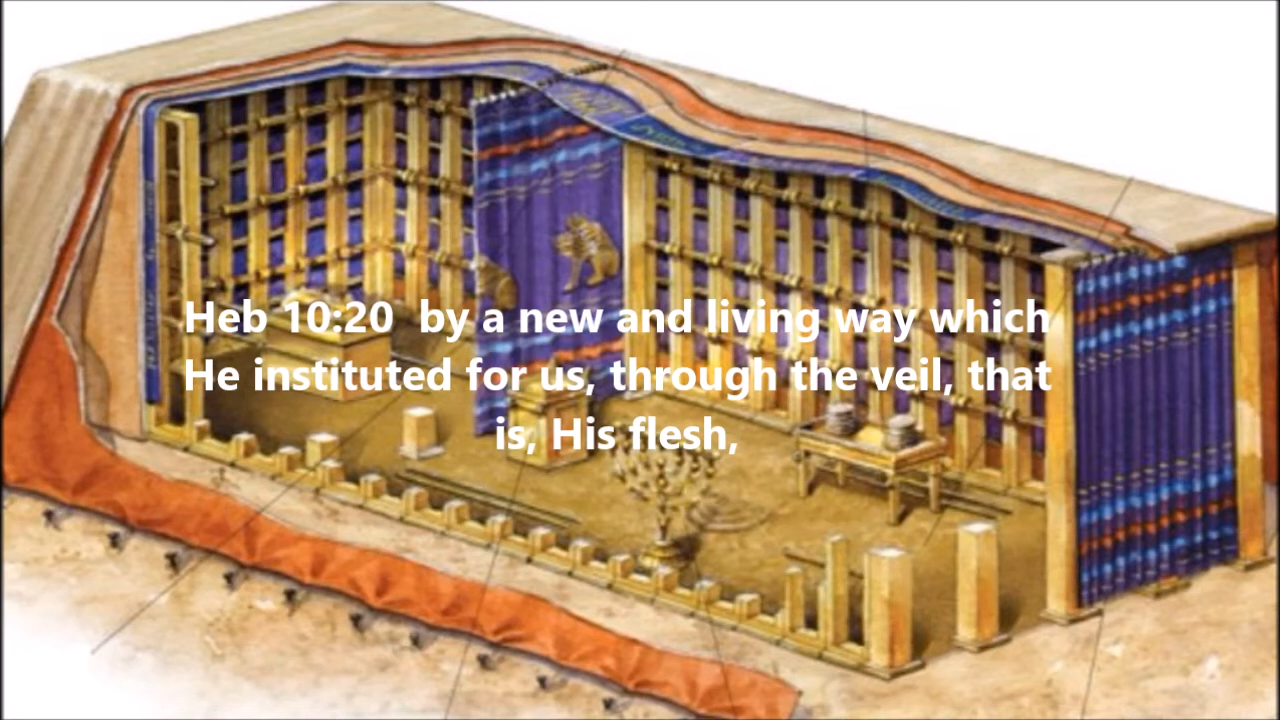 Heb 10:20  by a new and living way which
He instituted for us, through the veil, that
is, His flesh,